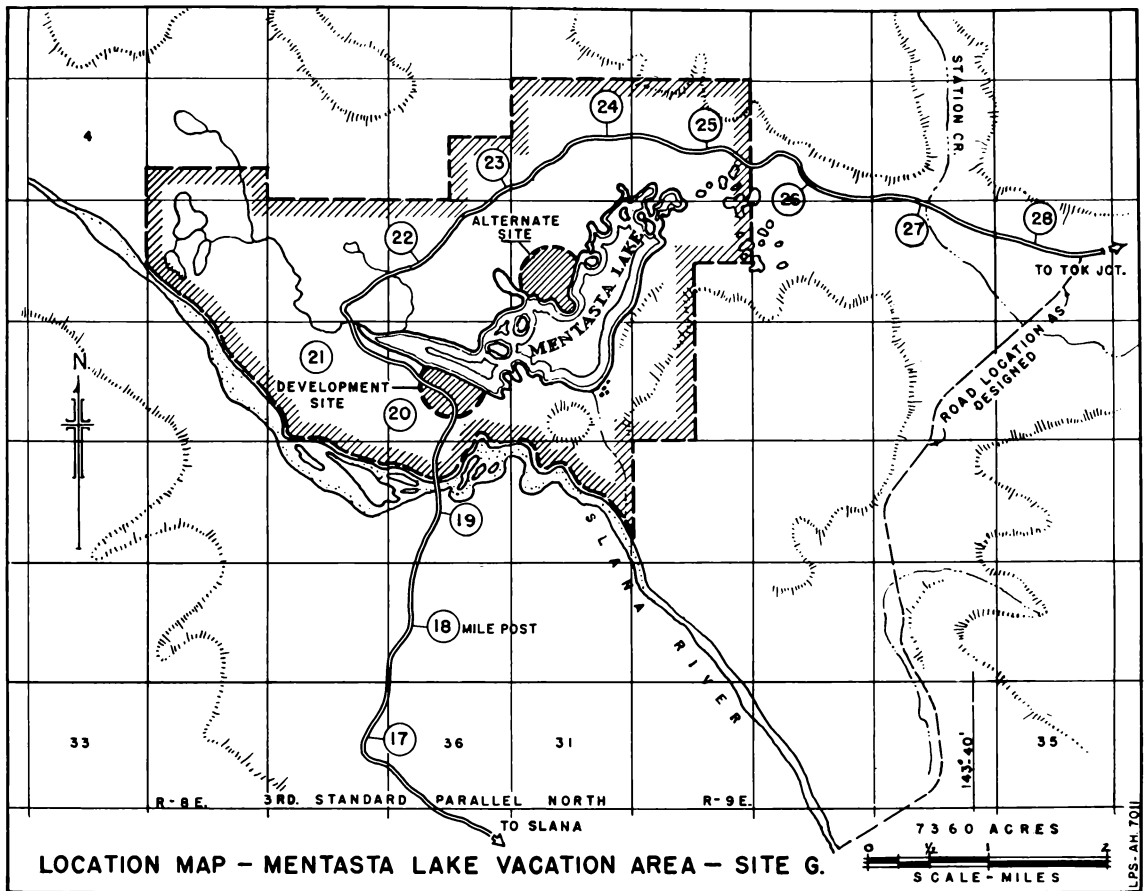 STATION CR
4
24
25
23
26
27
28
22
ALTERNATE
SITE
TO TOK JCT.
MENTASTA LAKE
21
N
DEVELOPMENT
SITE
20
ROAD LOCATION AS
DESIGNED
19
SLANA RIVER
18 MILE POST
17
33
36
31
35
143°-40'
R-8E.
3RD. STANDARD PARALLEL NORTH
R-9E.
TO SLANA
7360 ACRES
0 ½ 1 2
SCALE-MILES
LOCATION MAP - MENTASTA LAKE VACATION AREA - SITE G.
LPS-AH.7011